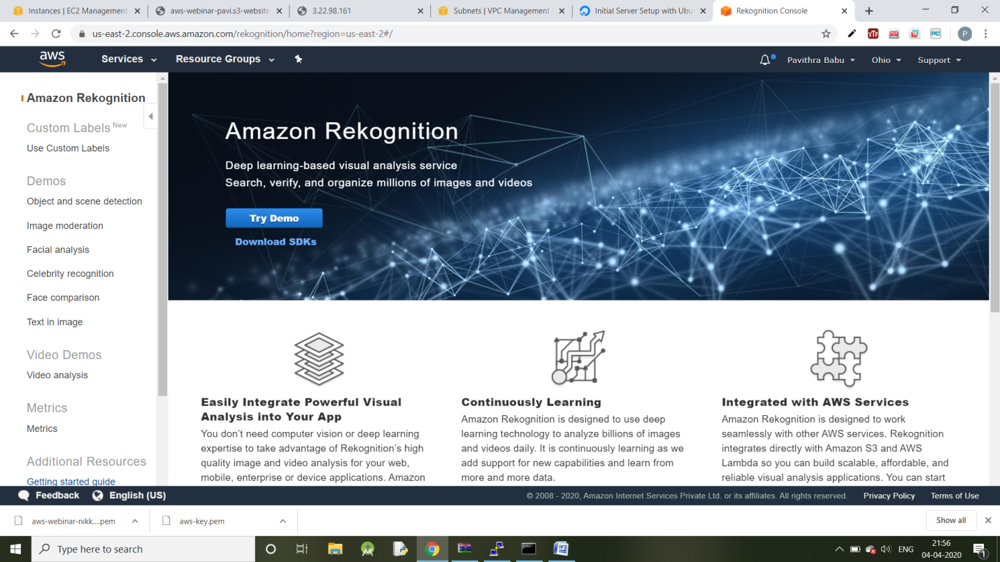 Instances | EC2 Management
aws-webinar-pavi.s3-website
3.22.98.161
Subnets | VPC Management
Initial Server Setup with Ubu
Rekognition Console
us-east-2.console.aws.amazon.com/rekognition/home?region=us-east-2#/
YTF
PDF
PC
P
aws
Services
Resource Groups
Pavithra Babu
Ohio
Support
Amazon Rekognition
Custom Labels New
Use Custom Labels
Demos
Object and scene detection
Image moderation
Facial analysis
Celebrity recognition
Face comparison
Text in image
Video Demos
Video analysis
Metrics
Metrics
Additional Resources
Getting started guide
Amazon Rekognition
Deep learning-based visual analysis service
Search, verify, and organize millions of images and videos
Try Demo
Download SDKs
Easily Integrate Powerful Visual
Analysis into Your App
You don’t need computer vision or deep learning
expertise to take advantage of Rekognition’s high
quality image and video analysis for your web,
mobile, enterprise or device applications. Amazon
Continuously Learning
Amazon Rekognition is designed to use deep
learning technology to analyze billions of images
and videos daily. It is continuously learning as we
add support for new capabilities and learn from
more and more data.
Integrated with AWS Services
Amazon Rekognition is designed to work
seamlessly with other AWS services. Rekognition
integrates directly with Amazon S3 and AWS
Lambda so you can build scalable, affordable, and
reliable visual analysis applications. You can start
Feedback
English (US)
© 2008 - 2020, Amazon Internet Services Private Ltd. or its affiliates. All rights reserved.
Privacy Policy
Terms of Use
aws-webinar-nikk....pem
aws-key.pem
Show all
Type here to search
ENG
21:56
04-04-2020
1